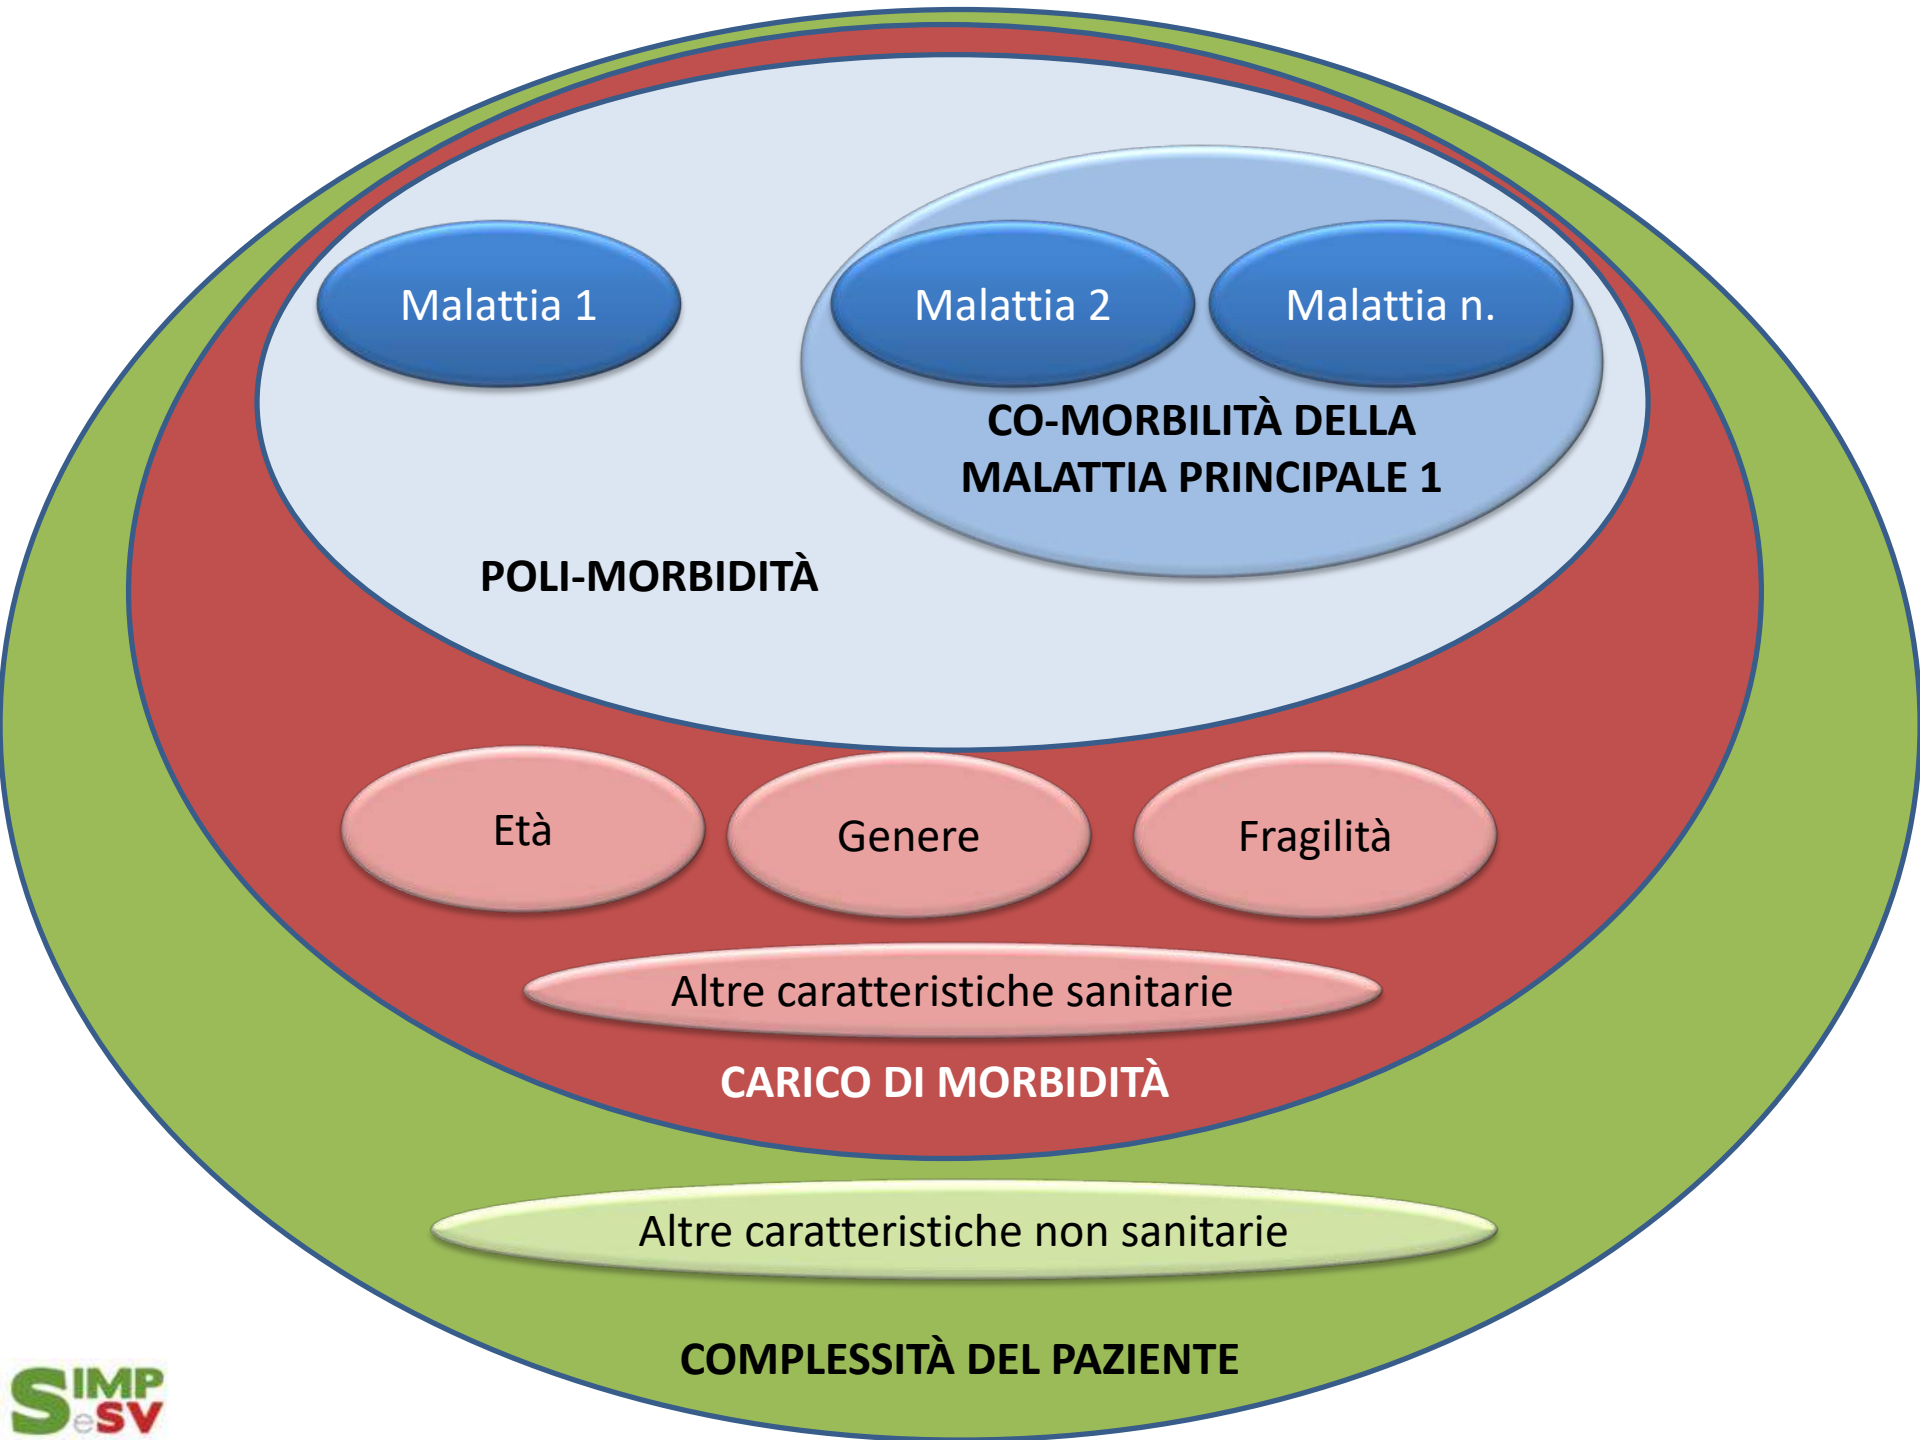 Malattia 1
Malattia 2
Malattia n.
CO-MORBILITÀ DELLA
MALATTIA PRINCIPALE 1
POLI-MORBIDITÀ
Età
Genere
Fragilità
Altre caratteristiche sanitarie
CARICO DI MORBIDITÀ
Altre caratteristiche non sanitarie
COMPLESSITÀ DEL PAZIENTE
SIMP
eSV